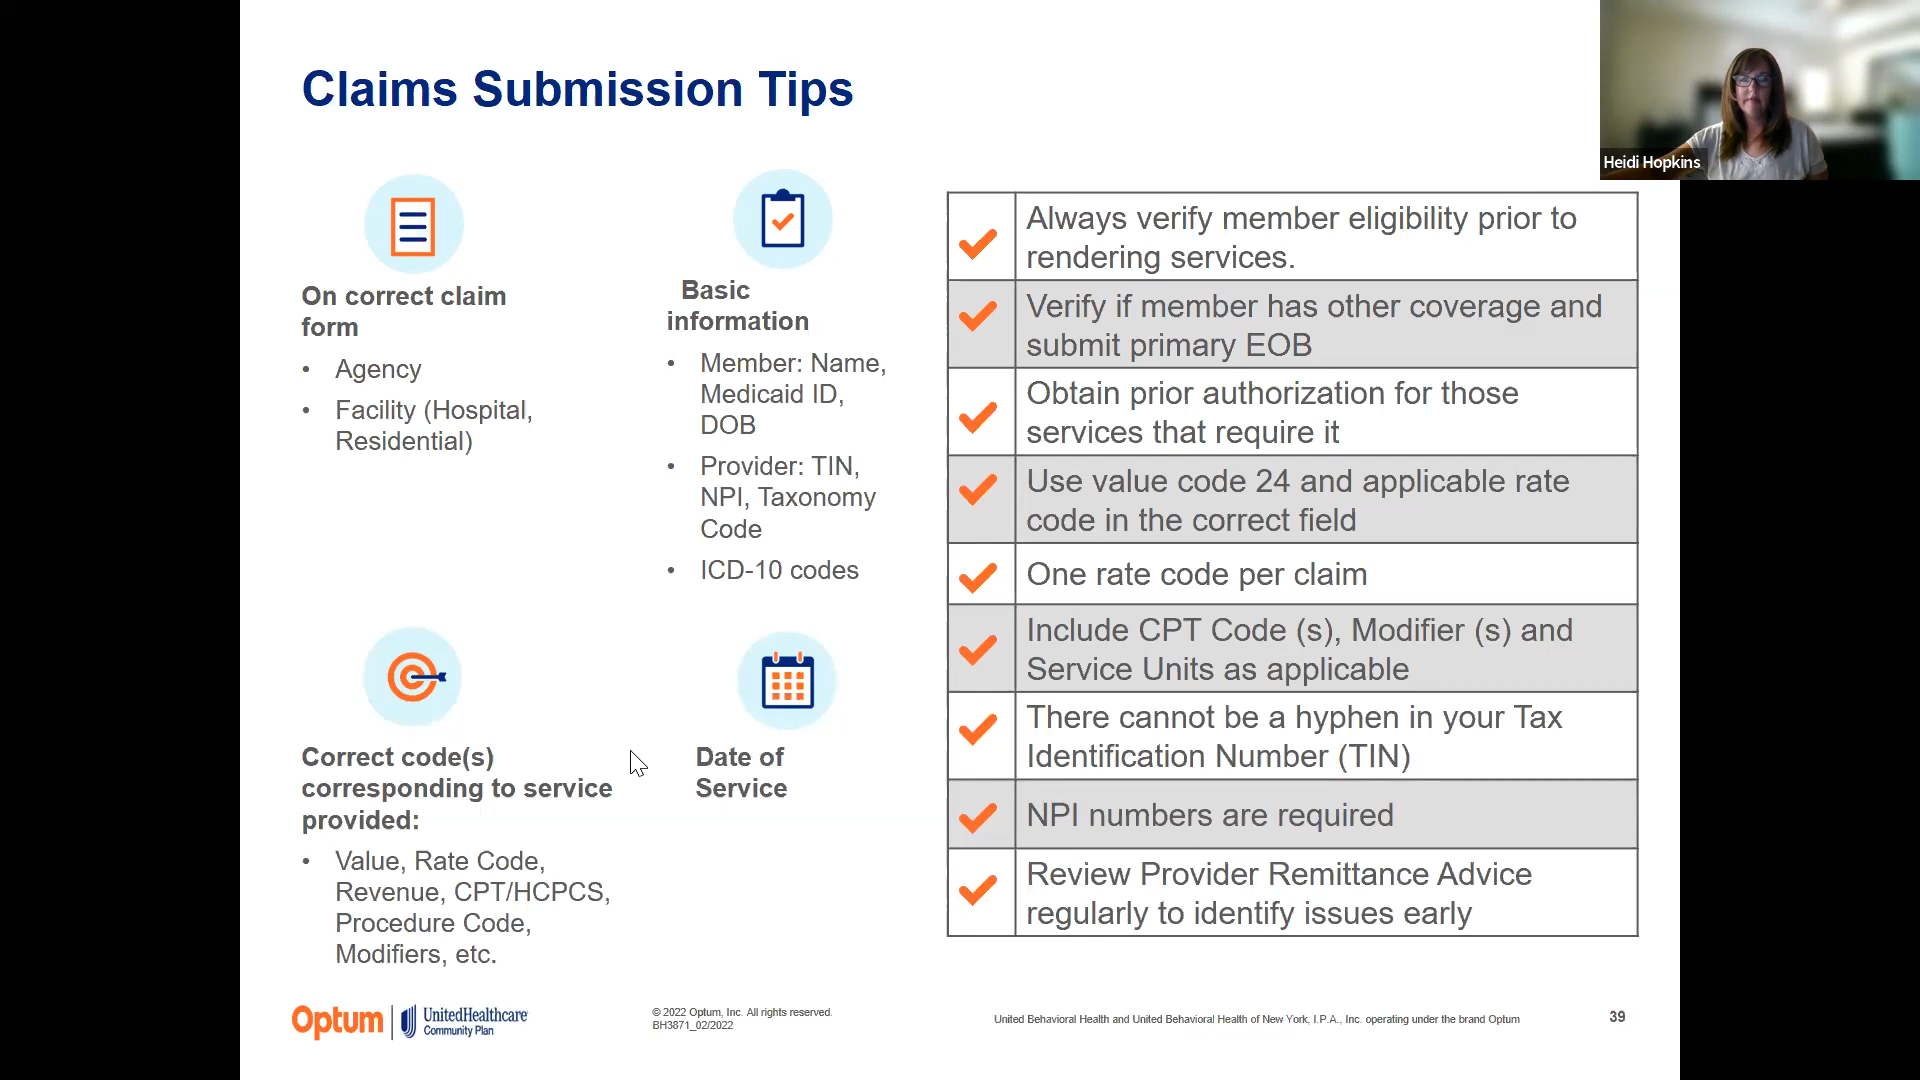 Claims Submission Tips
Heidi Hopkins
On correct claim
form
• Agency
• Facility (Hospital,
Residential)
Basic
information
• Member: Name,
Medicaid ID,
DOB
• Provider: TIN,
NPI, Taxonomy
Code
• ICD-10 codes
Correct code(s)
corresponding to service
provided:
• Value, Rate Code,
Revenue, CPT/HCPCS,
Procedure Code,
Modifiers, etc.
Date of
Service
Always verify member eligibility prior to
rendering services.
Verify if member has other coverage and
submit primary EOB
Obtain prior authorization for those
services that require it
Use value code 24 and applicable rate
code in the correct field
One rate code per claim
Include CPT Code (s), Modifier (s) and
Service Units as applicable
There cannot be a hyphen in your Tax
Identification Number (TIN)
NPI numbers are required
Review Provider Remittance Advice
regularly to identify issues early
Optum
UnitedHealthcare
Community Plan
© 2022 Optum, Inc. All rights reserved.
BH3871_02/2022
United Behavioral Health and United Behavioral Health of New York, I.P.A., Inc. operating under the brand Optum
39